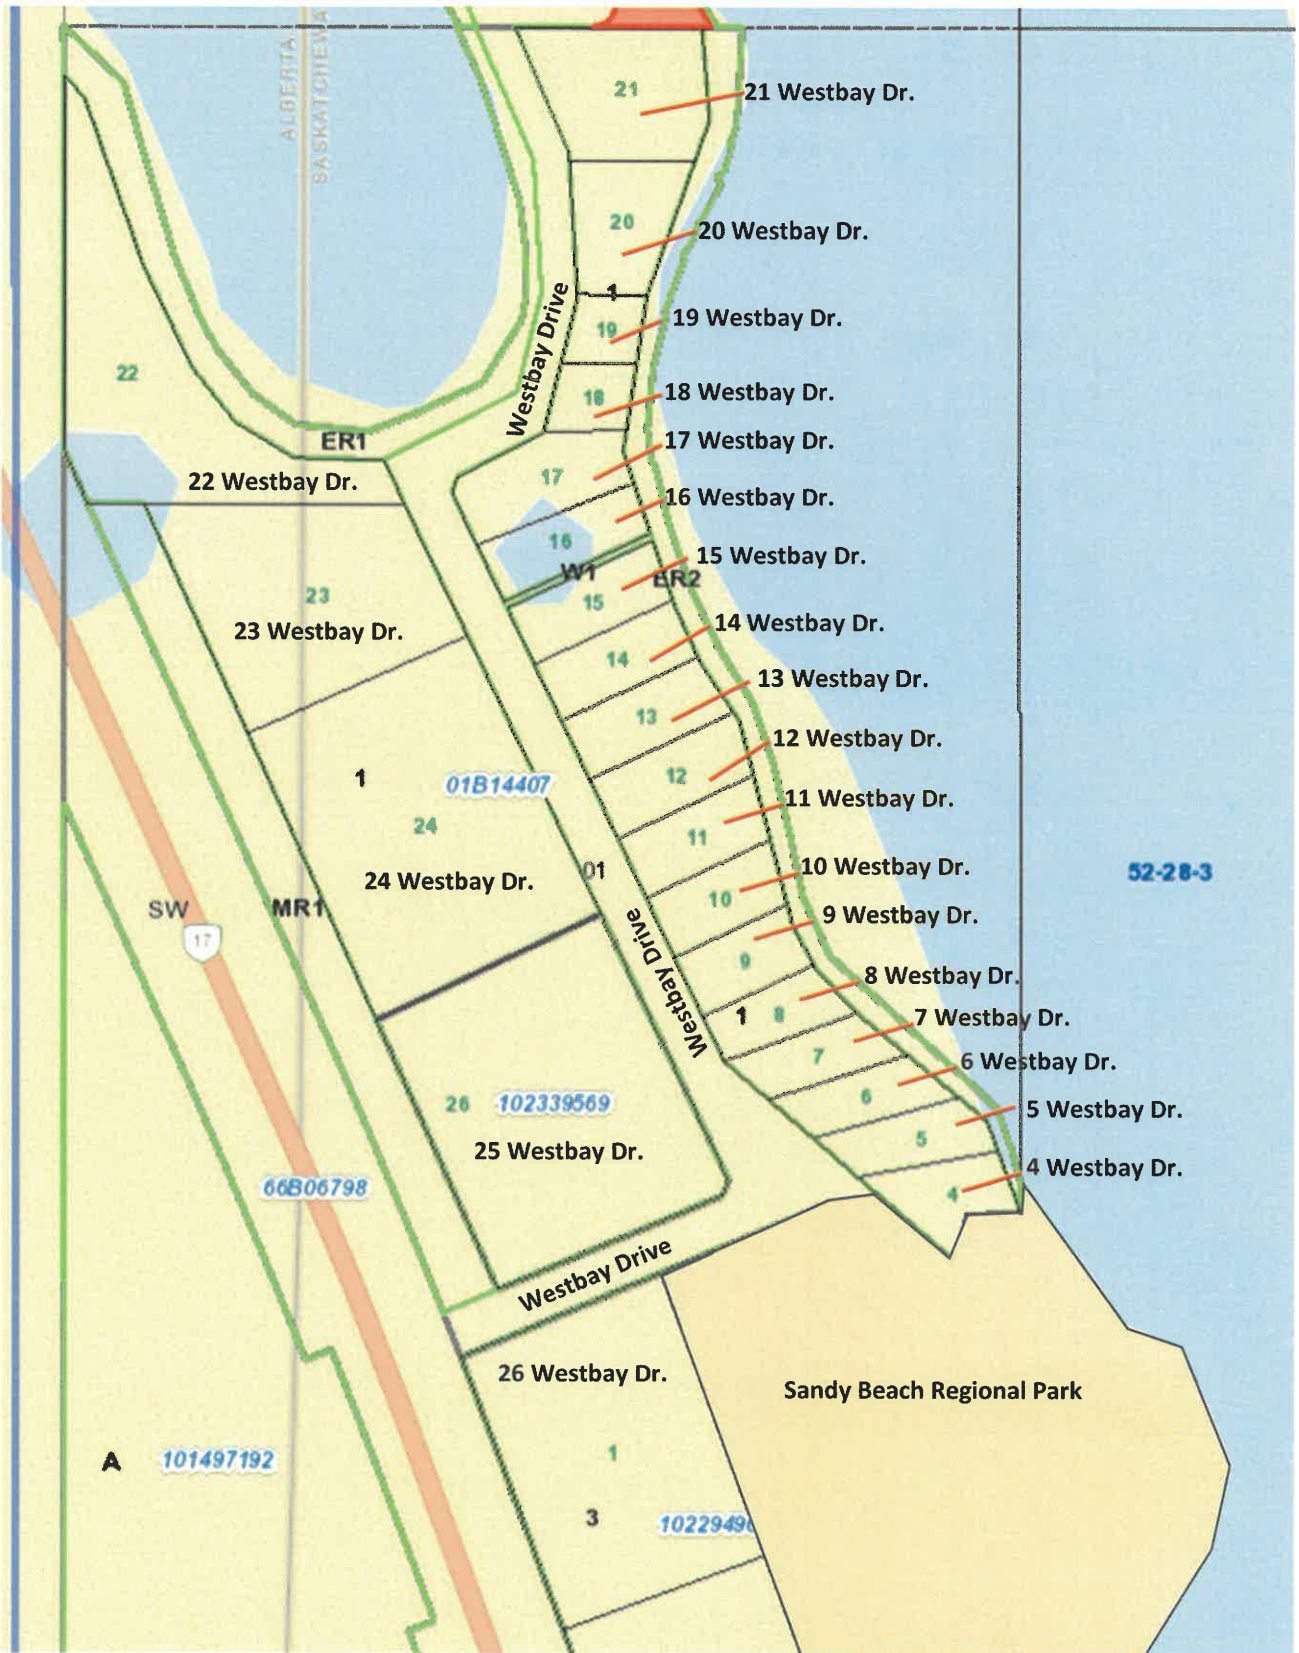 ALBERTA
SASKATCHEWA
21
21 Westbay Dr.
20
20 Westbay Dr.
1
19
19 Westbay Dr.
Westbay Drive
18
18 Westbay Dr.
22
ER1
17
17 Westbay Dr.
22 Westbay Dr.
16
16 Westbay Dr.
W1
15
15 Westbay Dr.
ER2
23
23 Westbay Dr.
14
14 Westbay Dr.
13
13 Westbay Dr.
12
12 Westbay Dr.
1
01B14407
11
11 Westbay Dr.
24
24 Westbay Dr.
01
10
10 Westbay Dr.
52-28-3
SW
17
MR1
Westbay Drive
9
9 Westbay Dr.
1
8
8 Westbay Dr.
7
7 Westbay Dr.
6
6 Westbay Dr.
26
102339569
25 Westbay Dr.
5
5 Westbay Dr.
4
4 Westbay Dr.
66B06798
Westbay Drive
26 Westbay Dr.
Sandy Beach Regional Park
1
A
101497192
3
1022949